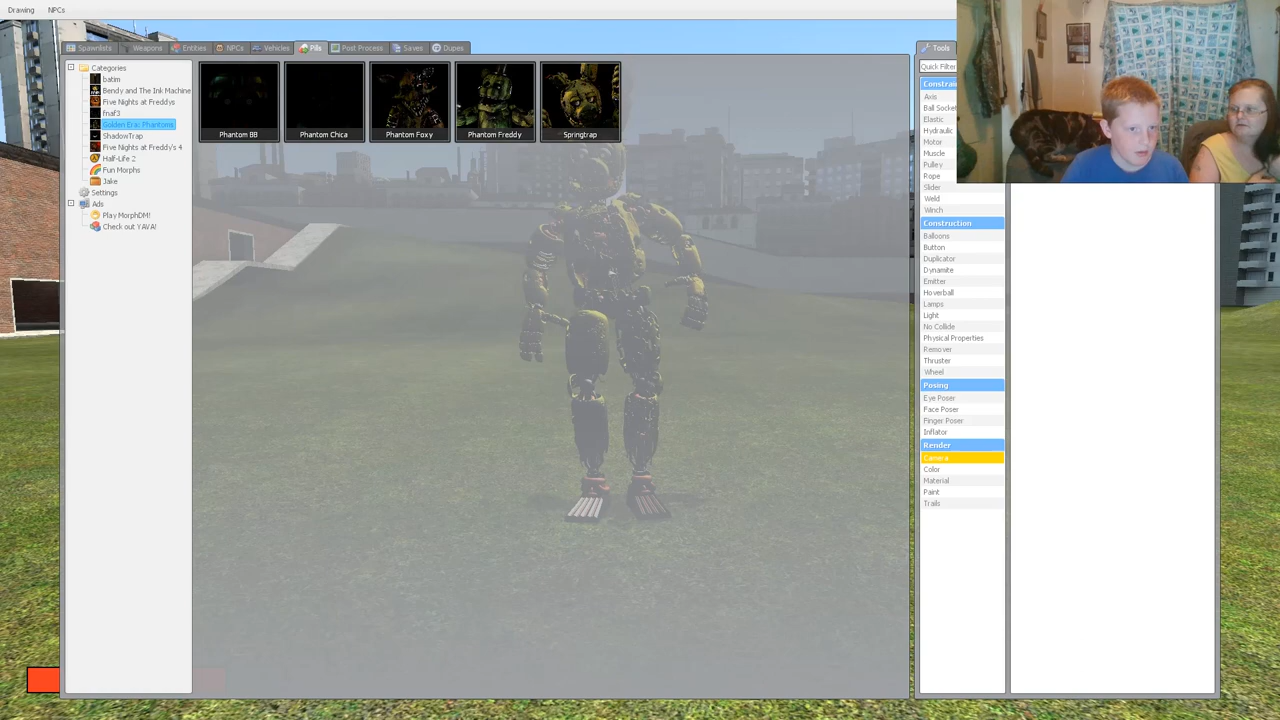 Drawing NPCs
Spawnlists Weapons Entities NPCs Vehicles Pills Post Process Saves Dupes
Categories
batim
Bendy and The Ink Machine
Five Nights at Freddys
fnaf3
Golden Era: Phantoms
ShadowTrap
Five Nights at Freddy's 4
Half-Life 2
Fun Morphs
Jake
Settings
Ads
Play MorphDM!
Check out YAVA!
Phantom BB
Phantom Chica
Phantom Foxy
Phantom Freddy
Springtrap
Tools
Quick Filter
Constrai
Axis
Ball Socket
Elastic
Hydraulic
Motor
Muscle
Pulley
Rope
Slider
Weld
Winch
Construction
Balloons
Button
Duplicator
Dynamite
Emitter
Hoverball
Lamps
Light
No Collide
Physical Properties
Remover
Thruster
Wheel
Posing
Eye Poser
Face Poser
Finger Poser
Inflator
Render
Camera
Color
Material
Paint
Trails